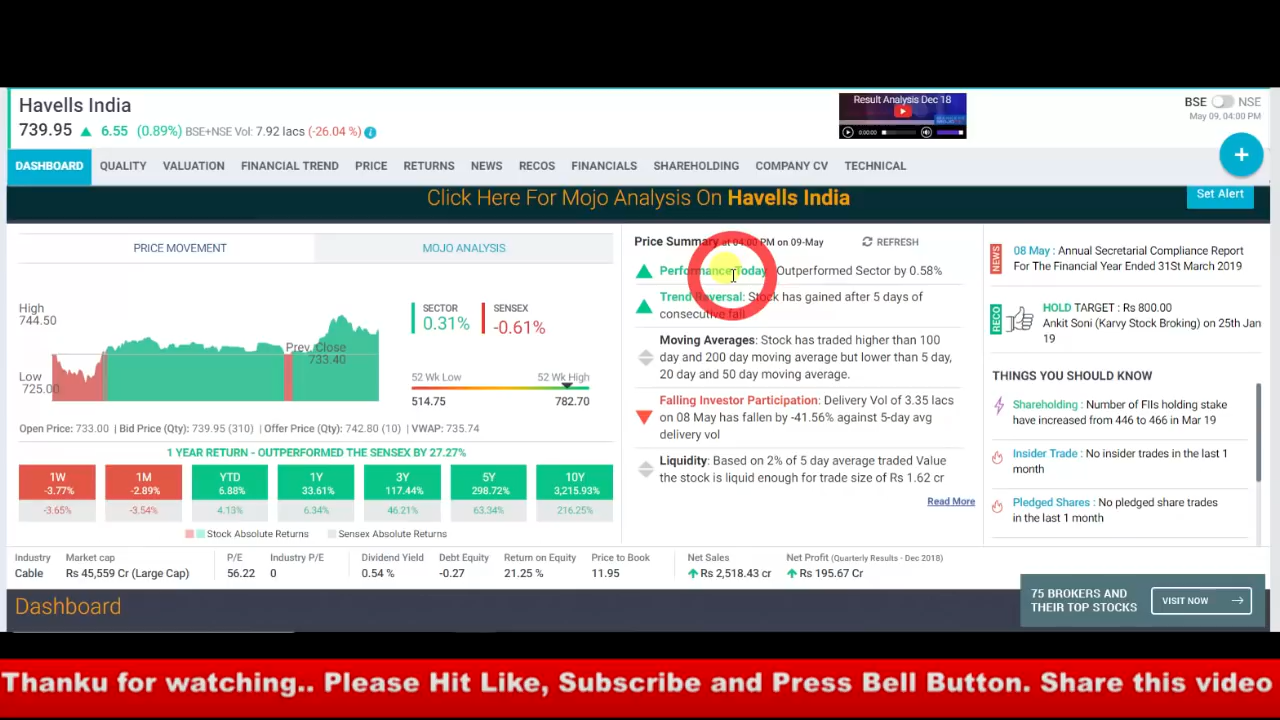 Havells India
739.95 6.55 (0.89%) BSE+NSE Vol: 7.92 lacs (-26.04 %)
Result Analysis Dec 18
0:00:00
BSE NSE
May 09, 04:00 PM
DASHBOARD QUALITY VALUATION FINANCIAL TREND PRICE RETURNS NEWS RECOS FINANCIALS SHAREHOLDING COMPANY CV TECHNICAL
+
Click Here For Mojo Analysis On Havells India
Set Alert
PRICE MOVEMENT MOJO ANALYSIS
High
744.50
Prev. Close
733.40
Low
725.00
SECTOR
0.31%
SENSEX
-0.61%
52 Wk Low 52 Wk High
514.75 782.70
Open Price: 733.00 | Bid Price (Qty): 739.95 (310) | Offer Price (Qty): 742.80 (10) | VWAP: 735.74
1 YEAR RETURN - OUTPERFORMED THE SENSEX BY 27.27%
1W 1M YTD 1Y 3Y 5Y 10Y
-3.77% -2.89% 6.88% 33.61% 117.44% 298.72% 3,215.93%
-3.65% -3.54% 4.13% 6.34% 46.21% 63.34% 216.25%
Stock Absolute Returns Sensex Absolute Returns
Price Summary at 04:00 PM on 09-May REFRESH
Performance Today: Outperformed Sector by 0.58%
Trend Reversal: Stock has gained after 5 days of
consecutive fall
Moving Averages: Stock has traded higher than 100
day and 200 day moving average but lower than 5 day,
20 day and 50 day moving average.
Falling Investor Participation: Delivery Vol of 3.35 lacs
on 08 May has fallen by -41.56% against 5-day avg
delivery vol
Liquidity: Based on 2% of 5 day average traded Value
the stock is liquid enough for trade size of Rs 1.62 cr
Read More
NEWS
08 May : Annual Secretarial Compliance Report
For The Financial Year Ended 31St March 2019
RECO
HOLD TARGET : Rs 800.00
Ankit Soni (Karvy Stock Broking) on 25th Jan
19
THINGS YOU SHOULD KNOW
Shareholding : Number of FIIs holding stake
have increased from 446 to 466 in Mar 19
Insider Trade : No insider trades in the last 1
month
Pledged Shares : No pledged share trades
in the last 1 month
Industry Market cap P/E Industry P/E Dividend Yield Debt Equity Return on Equity Price to Book Net Sales Net Profit (Quarterly Results - Dec 2018)
Cable Rs 45,559 Cr (Large Cap) 56.22 0 0.54 % -0.27 21.25 % 11.95 Rs 2,518.43 cr Rs 195.67 Cr
Dashboard
75 BROKERS AND
THEIR TOP STOCKS
VISIT NOW
Thanku for watching.. Please Hit Like, Subscribe and Press Bell Button. Share this video